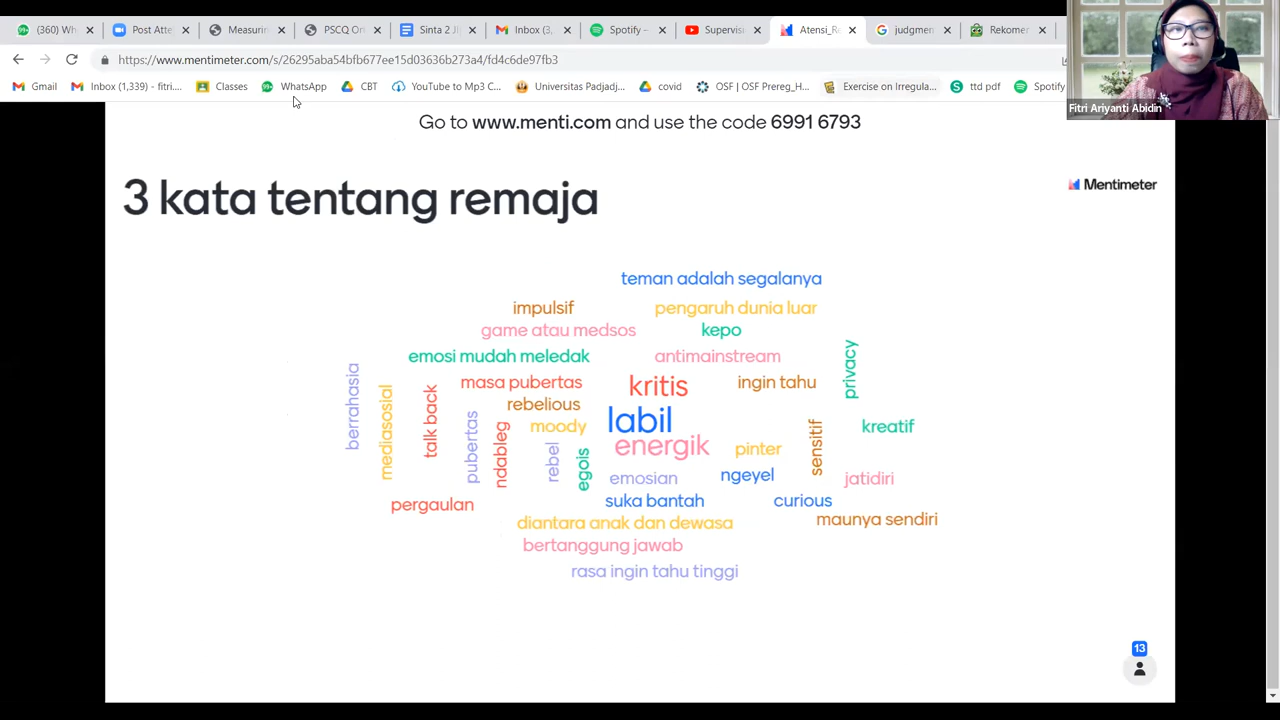 (360) Wh
Post Atte
Measurin
PSCQ On
Sinta 2 JI
Inbox (3,
Spotify –
Supervisi
Atensi_R
judgmen
Rekomer
https://www.mentimeter.com/s/26295aba54bfb677ee15d03636b273a4/fd4c6de97fb3
Gmail
Inbox (1,339) - fitri....
Classes
WhatsApp
CBT
YouTube to Mp3 C...
Universitas Padjadj...
covid
OSF | OSF Prereg_H...
Exercise on Irregula...
ttd pdf
Spotify
Fitri Ariyanti Abidin
Go to www.menti.com and use the code 6991 6793
3 kata tentang remaja
Mentimeter
teman adalah segalanya
impulsif
pengaruh dunia luar
game atau medsos
kepo
emosi mudah meledak
antimainstream
privacy
berrahasia
mediasosial
talk back
masa pubertas
kritis
ingin tahu
rebelious
labil
pubertas
ndableg
moody
energik
kreatif
rebel
egois
pinter
sensitif
emosian
ngeyel
jatidiri
pergaulan
suka bantah
curious
diantara anak dan dewasa
maunya sendiri
bertanggung jawab
rasa ingin tahu tinggi
13